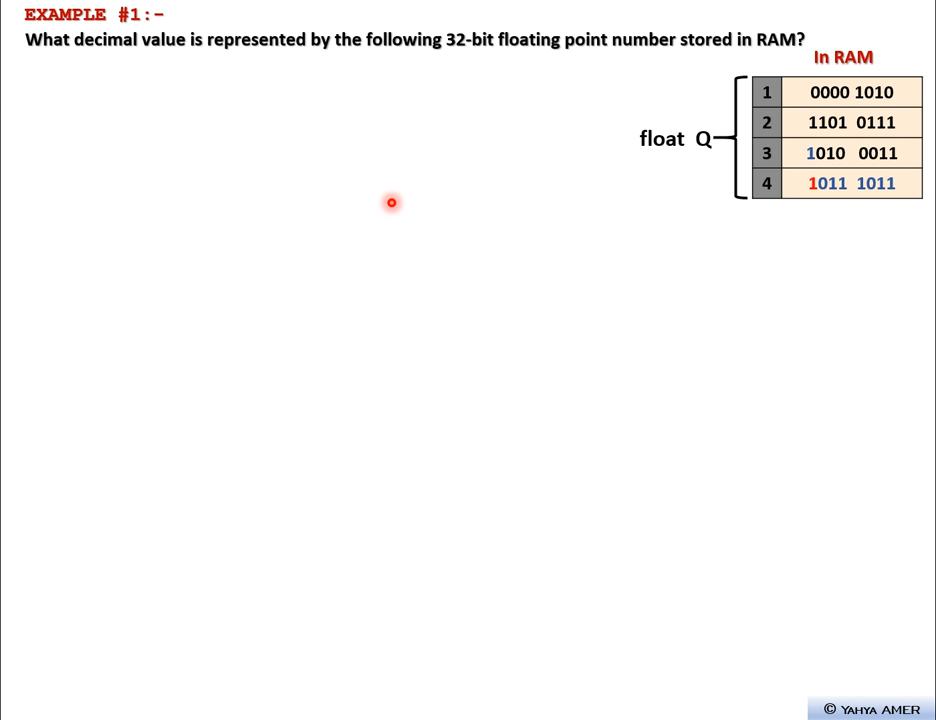 EXAMPLE #1:-
What decimal value is represented by the following 32-bit floating point number stored in RAM?
In RAM
1 0000 1010
2 1101 0111
float Q
3 1010 0011
4 1011 1011
© YAHYA AMER